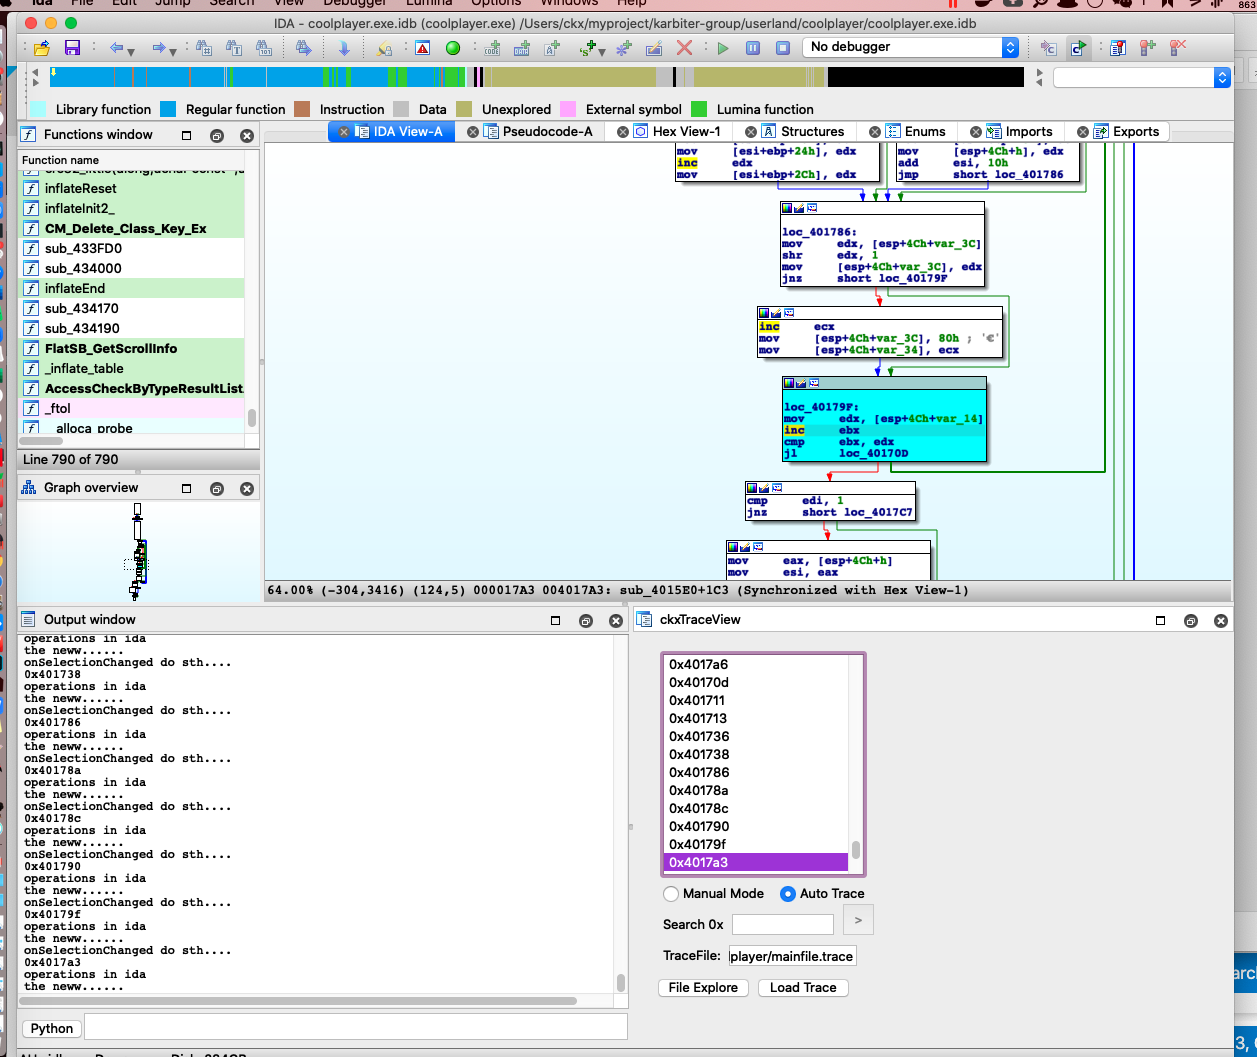 Ida File Edit Jump Search View Debugger Lumina Options Windows Help
863
IDA - coolplayer.exe.idb (coolplayer.exe) /Users/ckx/myproject/karbiter-group/userland/coolplayer/coolplayer.exe.idb
No debugger
Library function Regular function Instruction Data Unexplored External symbol Lumina function
Functions window
IDA View-A Pseudocode-A Hex View-1 Structures Enums Imports Exports
Function name
inflateReset
inflateInit2_
CM_Delete_Class_Key_Ex
sub_433FD0
sub_434000
inflateEnd
sub_434170
sub_434190
FlatSB_GetScrollInfo
_inflate_table
AccessCheckByTypeResultList
_ftol
alloca_probe
Line 790 of 790
Graph overview
mov [esi+ebp+24h], edx
inc edx
mov [esi+ebp+2Ch], edx
mov [esp+4Ch+h], edx
add esi, 10h
jmp short loc_401786
loc_401786:
mov edx, [esp+4Ch+var_3C]
shr edx, 1
mov [esp+4Ch+var_3C], edx
jnz short loc_40179F
inc ecx
mov [esp+4Ch+var_3C], 80h ; '€'
mov [esp+4Ch+var_34], ecx
loc_40179F:
mov edx, [esp+4Ch+var_14]
inc ebx
cmp ebx, edx
jl loc_40170D
cmp edi, 1
jnz short loc_4017C7
mov eax, [esp+4Ch+h]
mov esi, eax
64.00% (-304,3416) (124,5) 000017A3 004017A3: sub_4015E0+1C3 (Synchronized with Hex View-1)
Output window
operations in ida
the neww......
onSelectionChanged do sth....
0x401738
operations in ida
the neww......
onSelectionChanged do sth....
0x401786
operations in ida
the neww......
onSelectionChanged do sth....
0x40178a
operations in ida
the neww......
onSelectionChanged do sth....
0x40178c
operations in ida
the neww......
onSelectionChanged do sth....
0x401790
operations in ida
the neww......
onSelectionChanged do sth....
0x40179f
operations in ida
the neww......
onSelectionChanged do sth....
0x4017a3
operations in ida
the neww......
Python
ckxTraceView
0x4017a6
0x40170d
0x401711
0x401713
0x401736
0x401738
0x401786
0x40178a
0x40178c
0x401790
0x40179f
0x4017a3
Manual Mode Auto Trace
Search 0x >
TraceFile: player/mainfile.trace
File Explore Load Trace